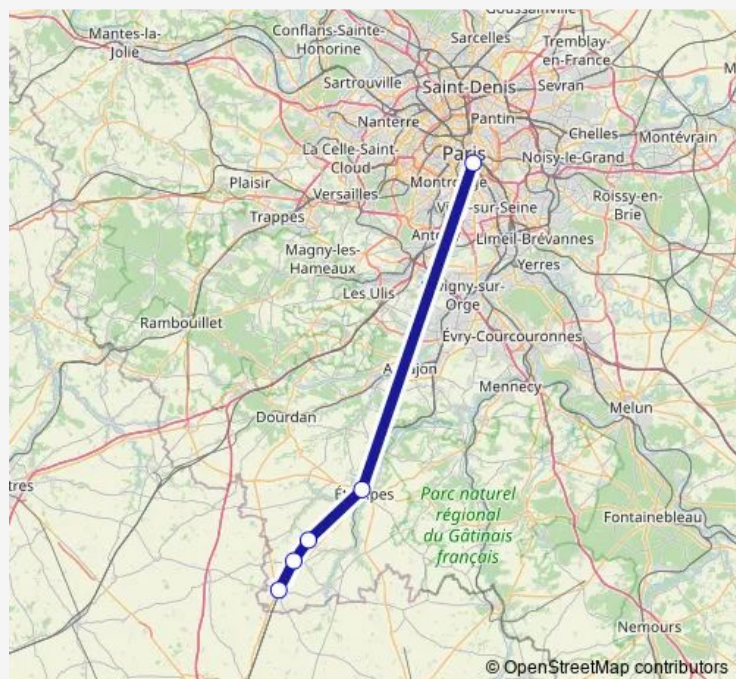 Goussainville
Mantes-la-
Jolie
Conflans-Sainte-
Honorine
Sarcelles
Tremblay-
en-France
Sartrouville
Saint-Denis
Sevran
Nanterre
Pantin
Chelles
Montévrain
La Celle-Saint-
Cloud
Paris
Noisy-le-Grand
Plaisir
Versailles
Montrouge
Roissy-en-
Brie
Trappes
Vitry-sur-Seine
Antony
Limeil-Brévannes
Magny-les-
Hameaux
Yerres
Les Ulis
Savigny-sur-
Orge
Rambouillet
Évry-Courcouronnes
Arpajon
Mennecy
Dourdan
Melun
tres
Étampes
Parc naturel
régional
du Gâtinais
français
Fontainebleau
Nemours
© OpenStreetMap contributors